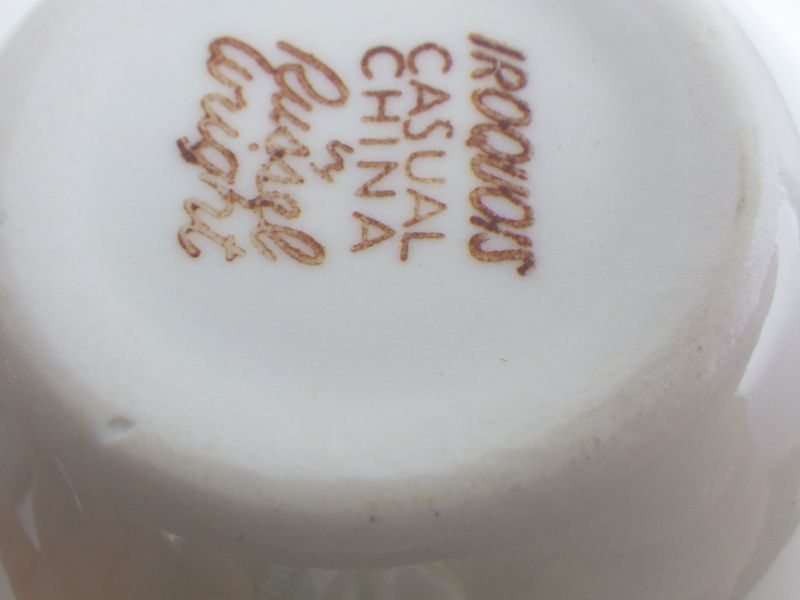 IROQUOIS
CASUAL
CHINA
by
Russel
Wright